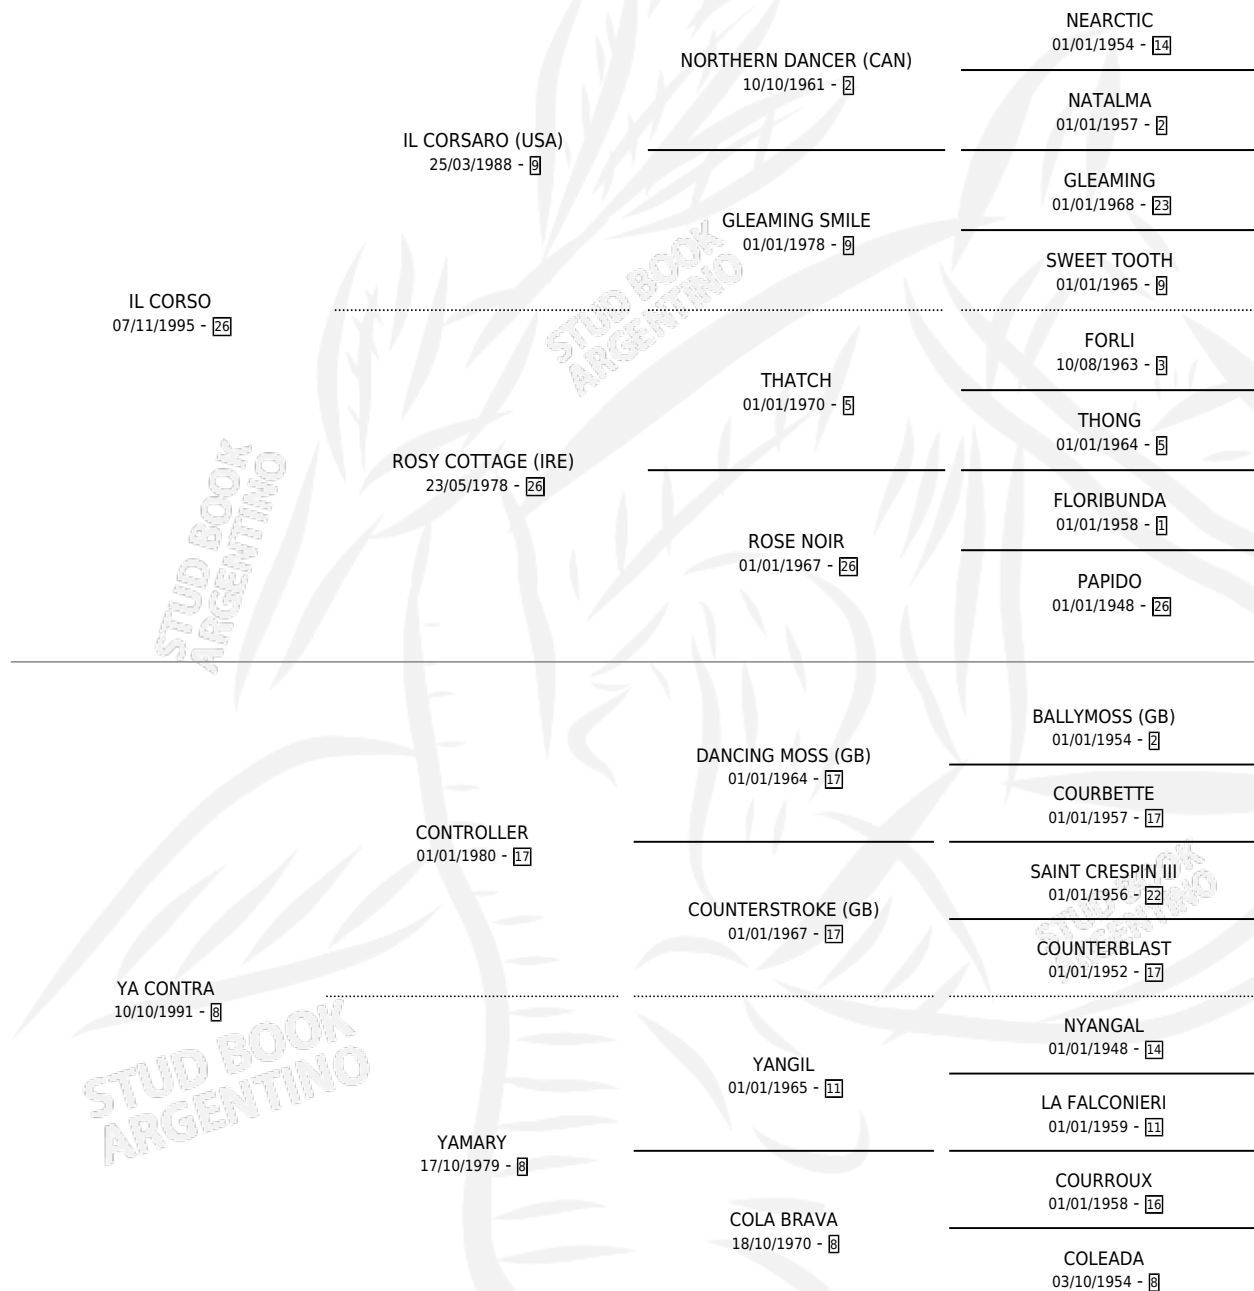 NEARCTIC
01/01/1954 - 14
NORTHERN DANCER (CAN)
10/10/1961 - 2
NATALMA
01/01/1957 - 2
IL CORSARO (USA)
25/03/1988 - 9
GLEAMING
01/01/1968 - 23
GLEAMING SMILE
01/01/1978 - 9
SWEET TOOTH
01/01/1965 - 9
IL CORSO
07/11/1995 - 26
FORLI
10/08/1963 - 3
THATCH
01/01/1970 - 5
THONG
01/01/1964 - 5
ROSY COTTAGE (IRE)
23/05/1978 - 26
FLORIBUNDA
01/01/1958 - 1
ROSE NOIR
01/01/1967 - 26
PAPIDO
01/01/1948 - 26
BALLYMOSS (GB)
01/01/1954 - 2
DANCING MOSS (GB)
01/01/1964 - 17
COURBETTE
01/01/1957 - 17
CONTROLLER
01/01/1980 - 17
SAINT CRESPIN III
01/01/1956 - 22
COUNTERSTROKE (GB)
01/01/1967 - 17
COUNTERBLAST
01/01/1952 - 17
YA CONTRA
10/10/1991 - 8
NYANGAL
01/01/1948 - 14
YANGIL
01/01/1965 - 11
LA FALCONIERI
01/01/1959 - 11
YAMARY
17/10/1979 - 8
COURROUX
01/01/1958 - 16
COLA BRAVA
18/10/1970 - 8
COLEADA
03/10/1954 - 8
STUD BOOK
ARGENTINO
STUD BOOK
ARGENTINO
STUD BOOK
ARGENTINO
STUD BOOK
ARGENTINO